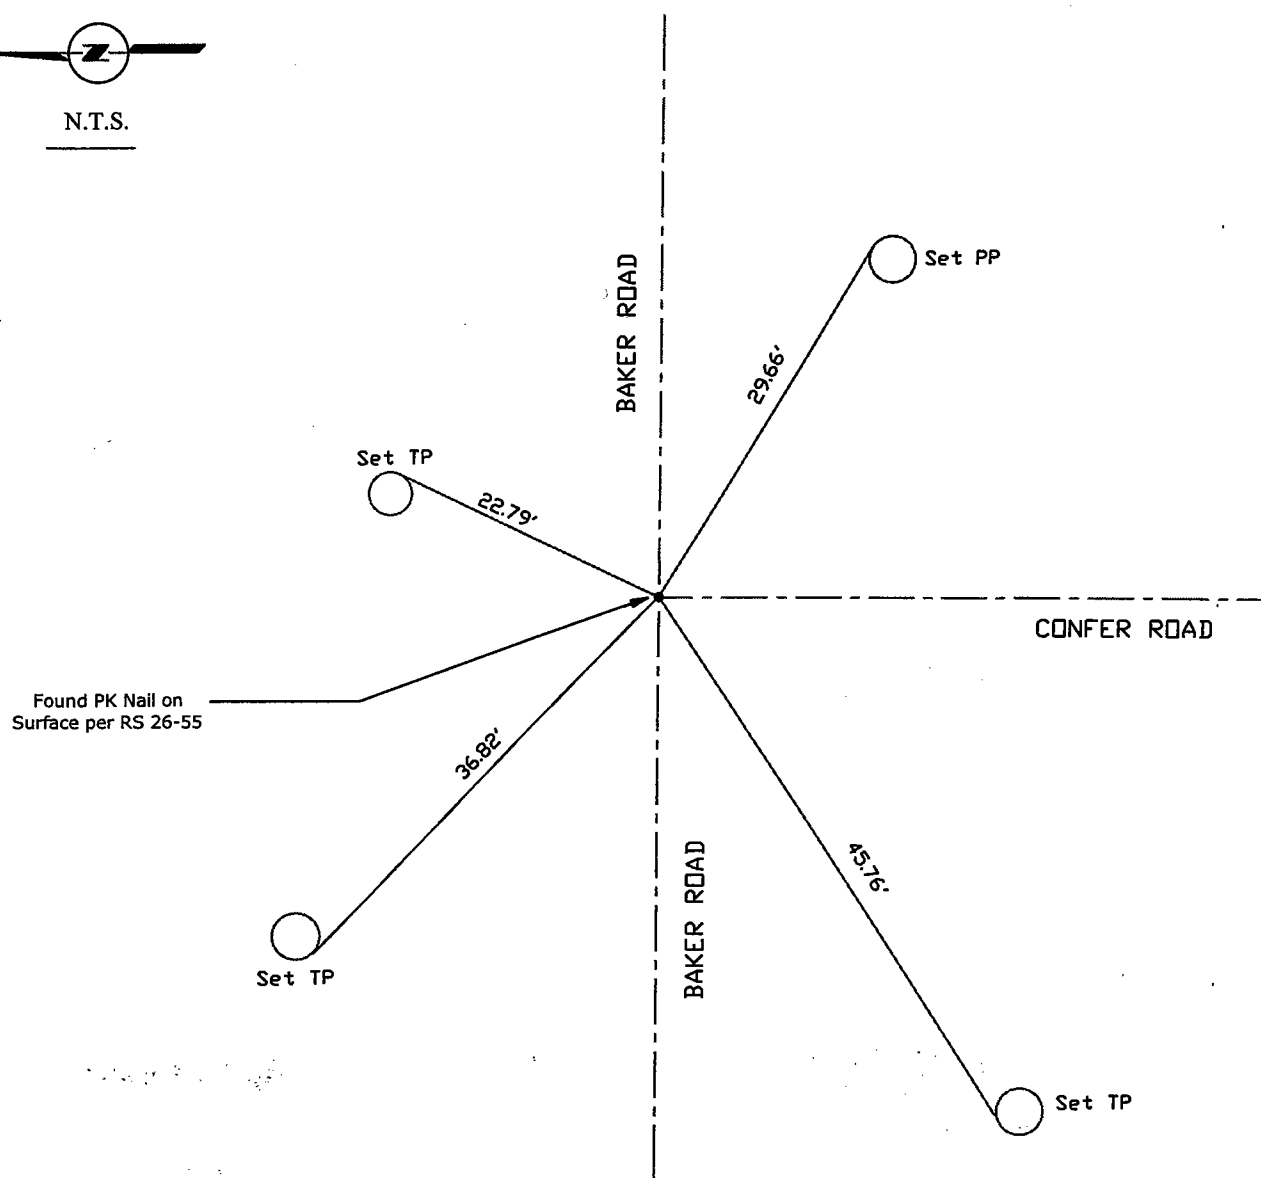 Z
N.T.S.
BAKER ROAD
Set PP
29.66'
Set TP
22.79'
CONFER ROAD
Found PK Nail on
Surface per RS 26-55
36.82'
45.76'
BAKER ROAD
Set TP
Set TP